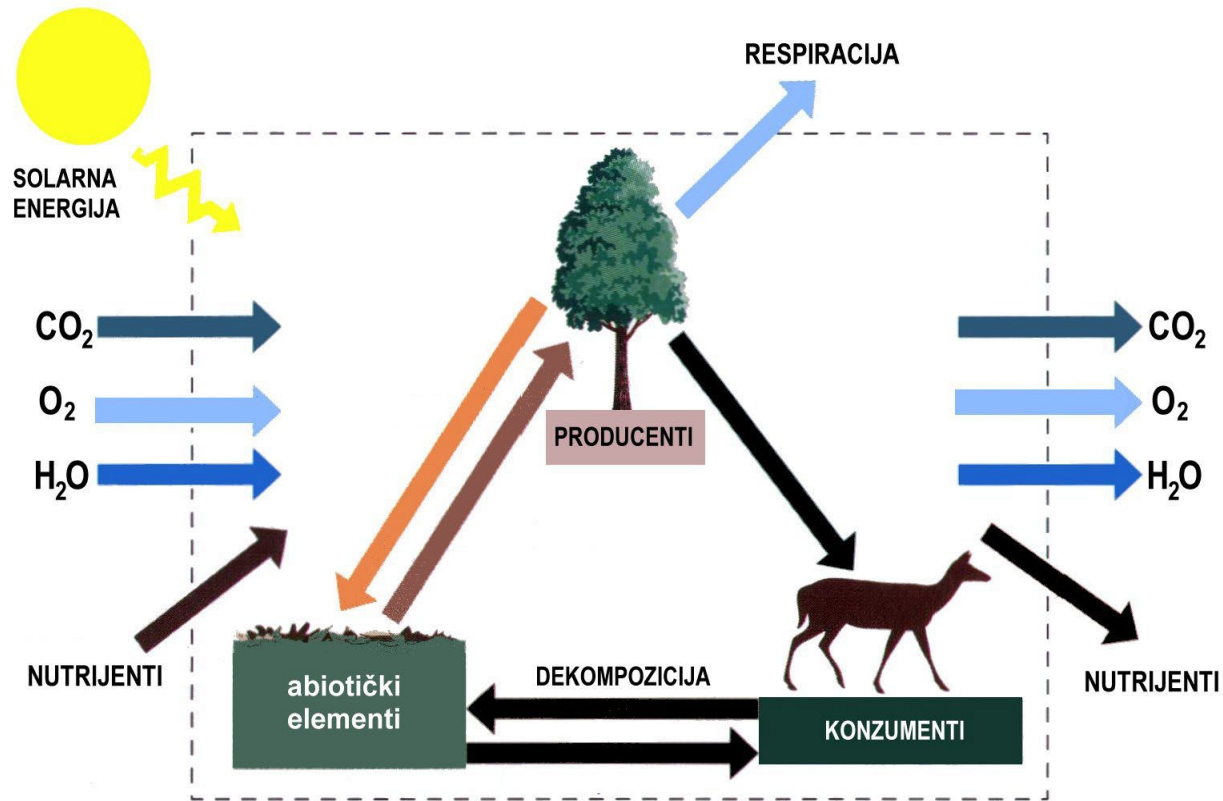 RESPIRACIJA
SOLARNA
ENERGIJA
CO₂
O₂
H₂O
NUTRIJENTI
PRODUCENTI
CO₂
O₂
H₂O
NUTRIJENTI
abiotički
elementi
DEKOMPOZICIJA
KONZUMENTI